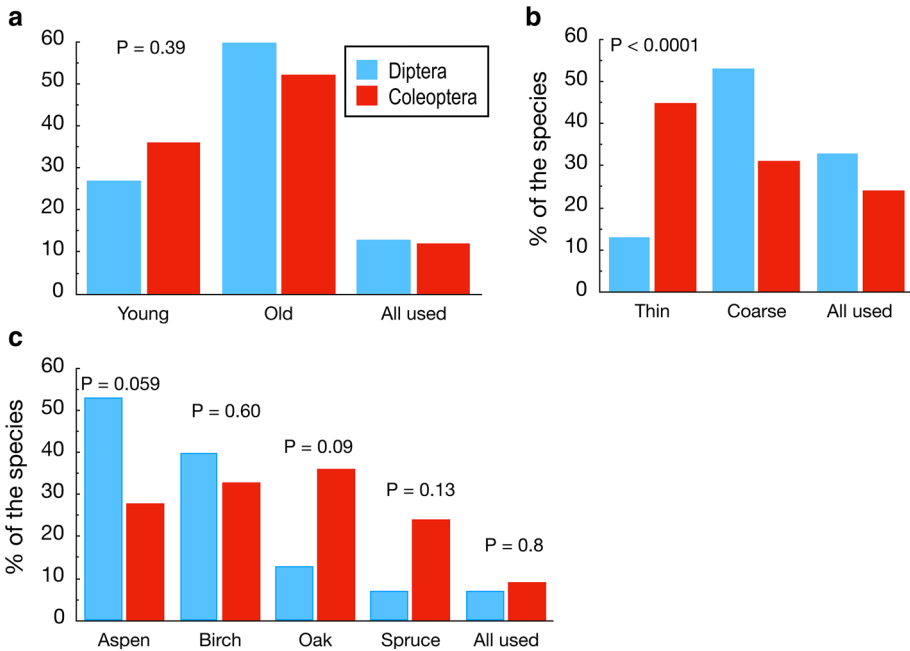 a
P = 0.39
60
50
40
30
20
10
0
Diptera
Coleoptera
Young Old All used
b
P < 0.0001
% of the species
60
50
40
30
20
10
0
Thin Coarse All used
c
% of the species
60
50
40
30
20
10
0
P = 0.059
P = 0.60
P = 0.09
P = 0.13
P = 0.8
Aspen Birch Oak Spruce All used